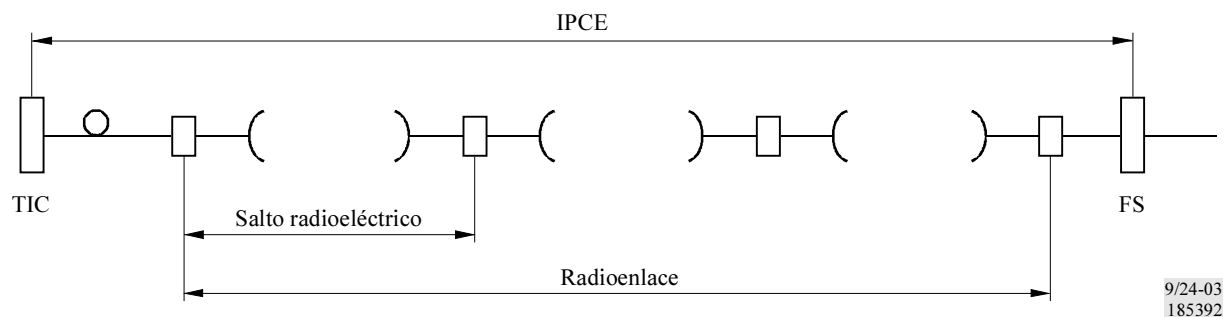 IPCE
TIC
FS
Salto radioeléctrico
Radioenlace
9/24-03
185392